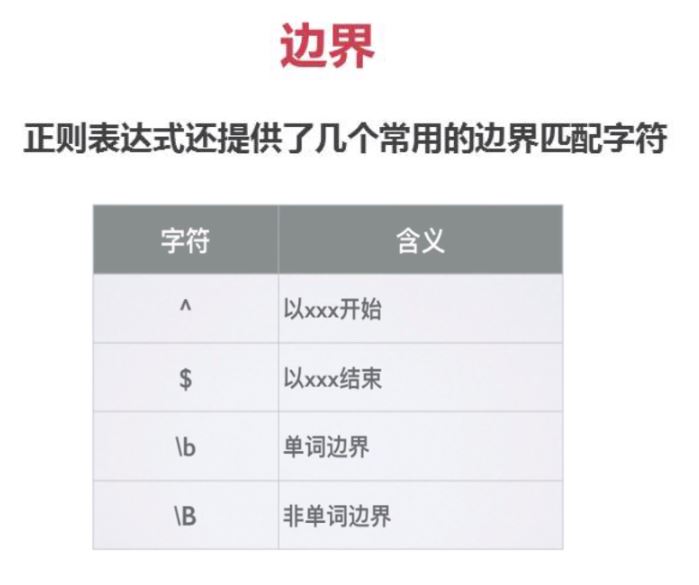 边界
正则表达式还提供了几个常用的边界匹配字符
字符 含义
^ 以xxx开始
$ 以xxx结束
\b 单词边界
\B 非单词边界